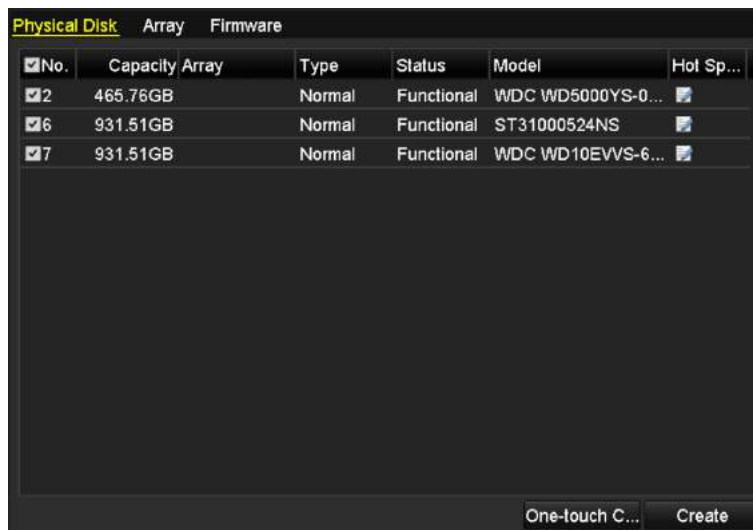 Physical Disk Array Firmware
No. Capacity Array Type Status Model Hot Sp...
2 465.76GB Normal Functional WDC WD5000YS-0...
6 931.51GB Normal Functional ST31000524NS
7 931.51GB Normal Functional WDC WD10EVVS-6...
One-touch C... Create